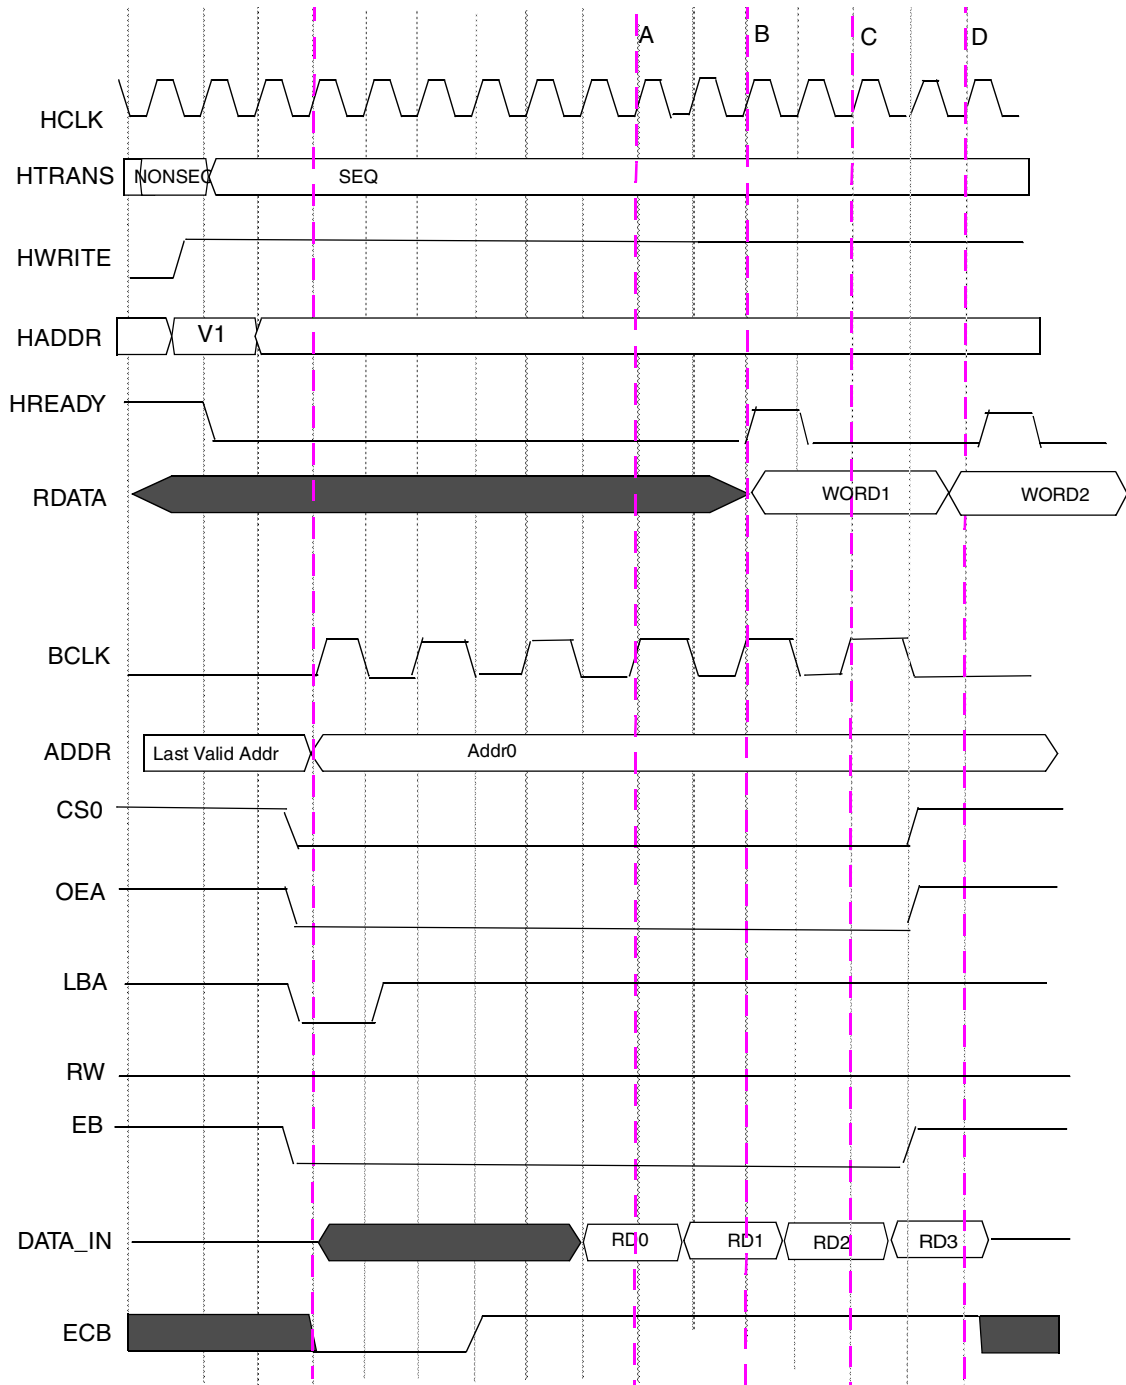 A B C D
HCLK
HTRANS NONSEQ SEQ
HWRITE
HADDR V1
HREADY
RDATA WORD1 WORD2
BCLK
ADDR Last Valid Addr Addr0
CS0
OEA
LBA
RW
EB
DATA_IN RD0 RD1 RD2 RD3
ECB